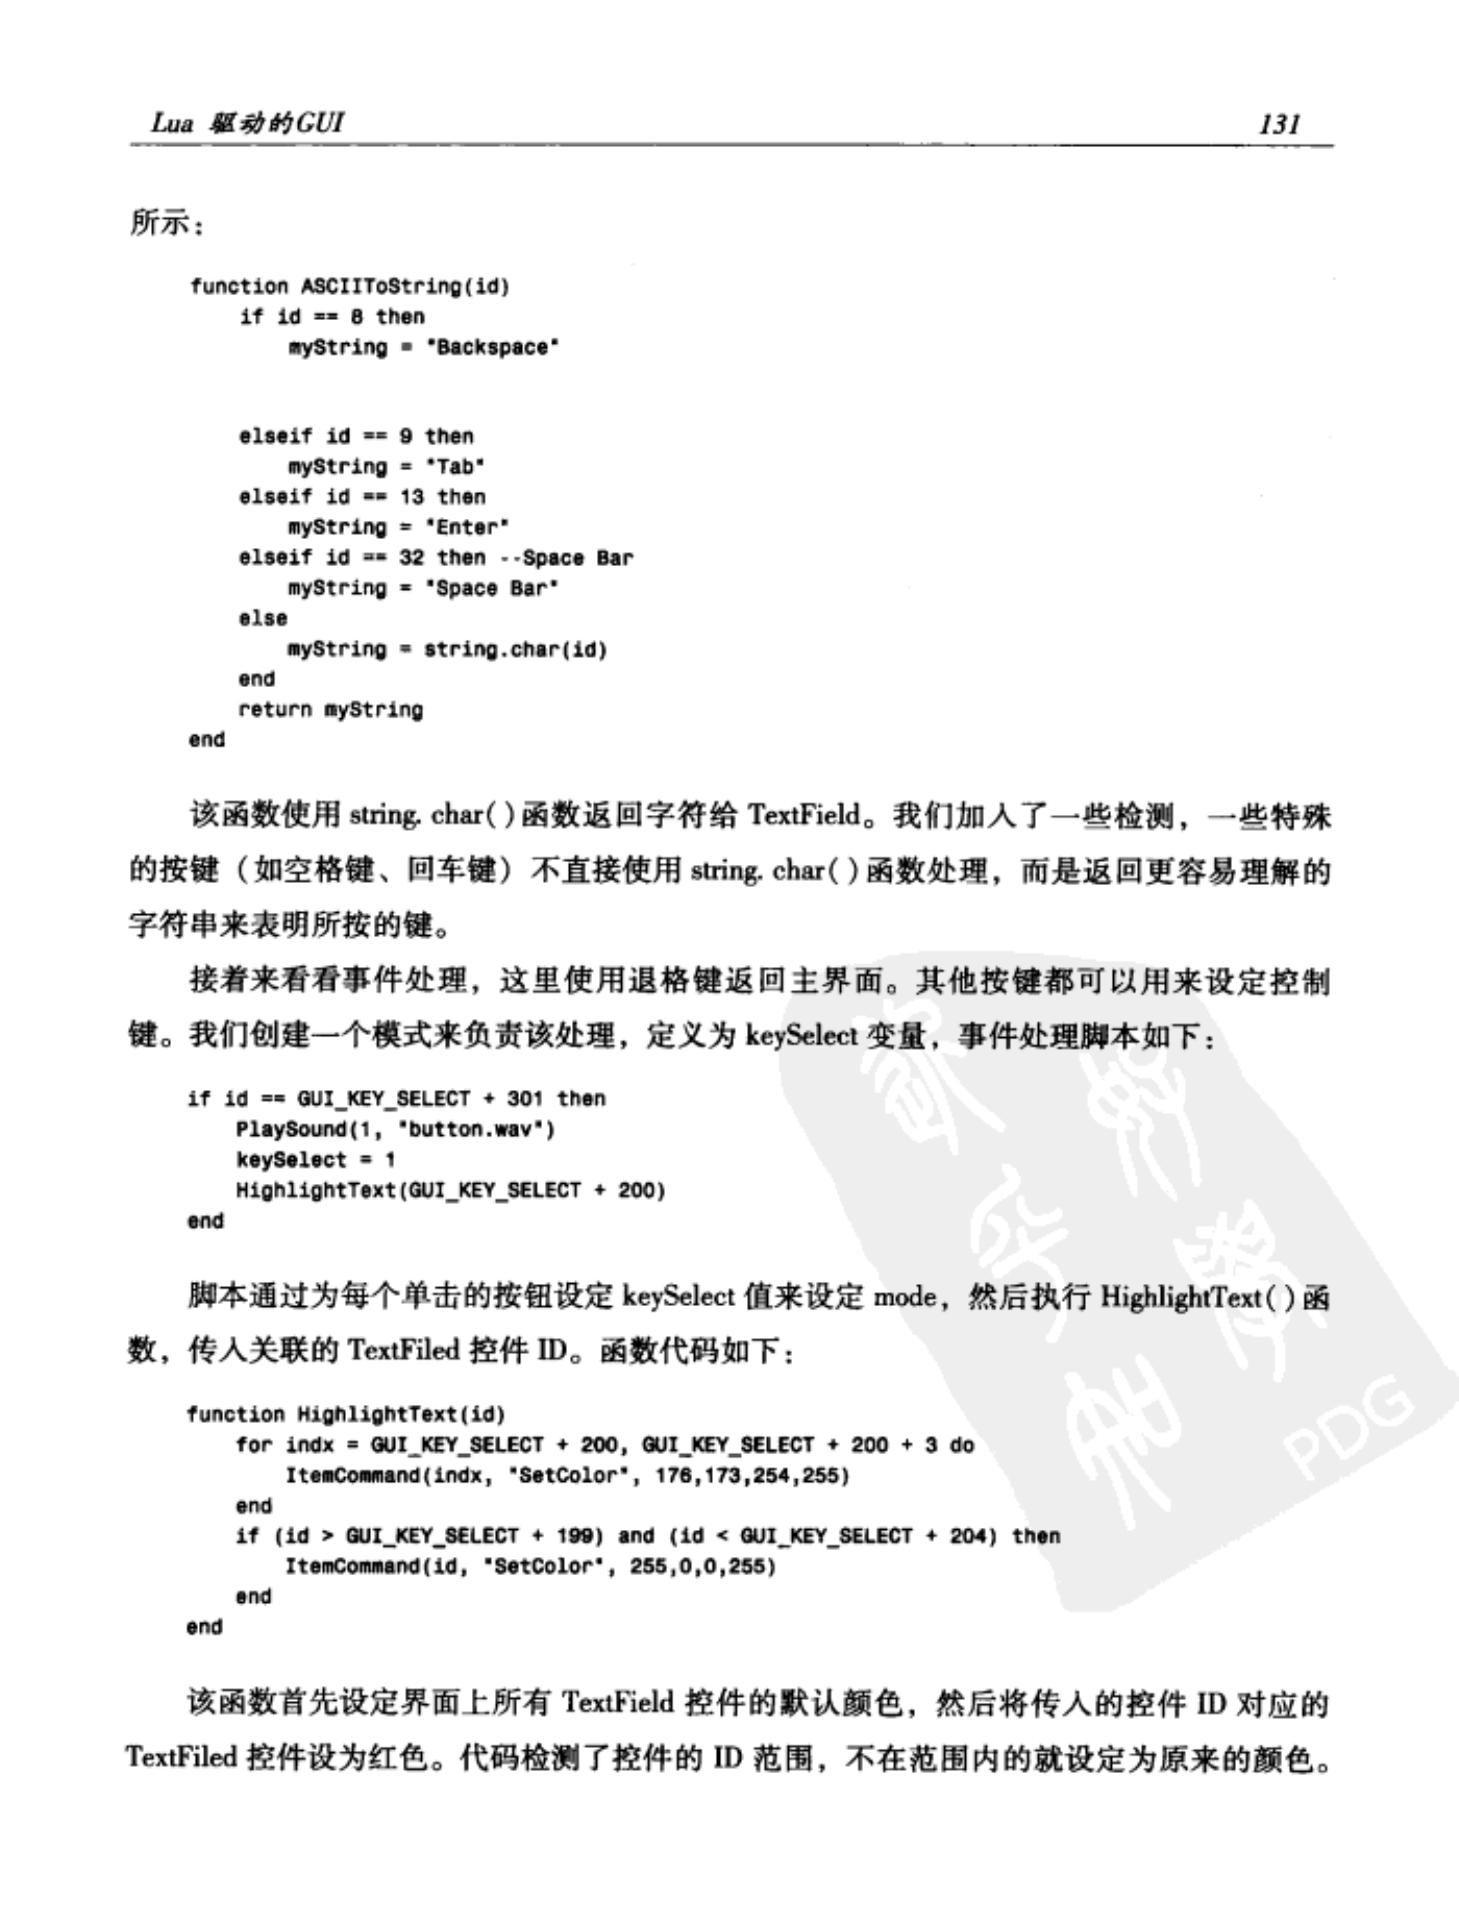 Lua 驱动的GUI 131
所示：
function ASCIIToString(id)
if id == 8 then
myString = "Backspace"
elseif id == 9 then
myString = "Tab"
elseif id == 13 then
myString = "Enter"
elseif id == 32 then --Space Bar
myString = "Space Bar"
else
myString = string.char(id)
end
return myString
end
该函数使用 string. char( )函数返回字符给 TextField。我们加入了一些检测，一些特殊
的按键（如空格键、回车键）不直接使用 string. char( )函数处理，而是返回更容易理解的
字符串来表明所按的键。
接着来看看事件处理，这里使用退格键返回主界面。其他按键都可以用来设定控制
键。我们创建一个模式来负责该处理，定义为 keySelect 变量，事件处理脚本如下：
if id == GUI_KEY_SELECT + 301 then
PlaySound(1, "button.wav")
keySelect = 1
HighlightText(GUI_KEY_SELECT + 200)
end
脚本通过为每个单击的按钮设定 keySelect 值来设定 mode，然后执行 HighlightText( )函
数，传入关联的 TextFiled 控件 ID。函数代码如下：
function HighlightText(id)
for indx = GUI_KEY_SELECT + 200, GUI_KEY_SELECT + 200 + 3 do
ItemCommand(indx, "SetColor", 176,173,254,255)
end
if (id > GUI_KEY_SELECT + 199) and (id < GUI_KEY_SELECT + 204) then
ItemCommand(id, "SetColor", 255,0,0,255)
end
end
该函数首先设定界面上所有 TextField 控件的默认颜色，然后将传入的控件 ID 对应的
TextFiled 控件设为红色。代码检测了控件的 ID 范围，不在范围内的就设定为原来的颜色。
PDG